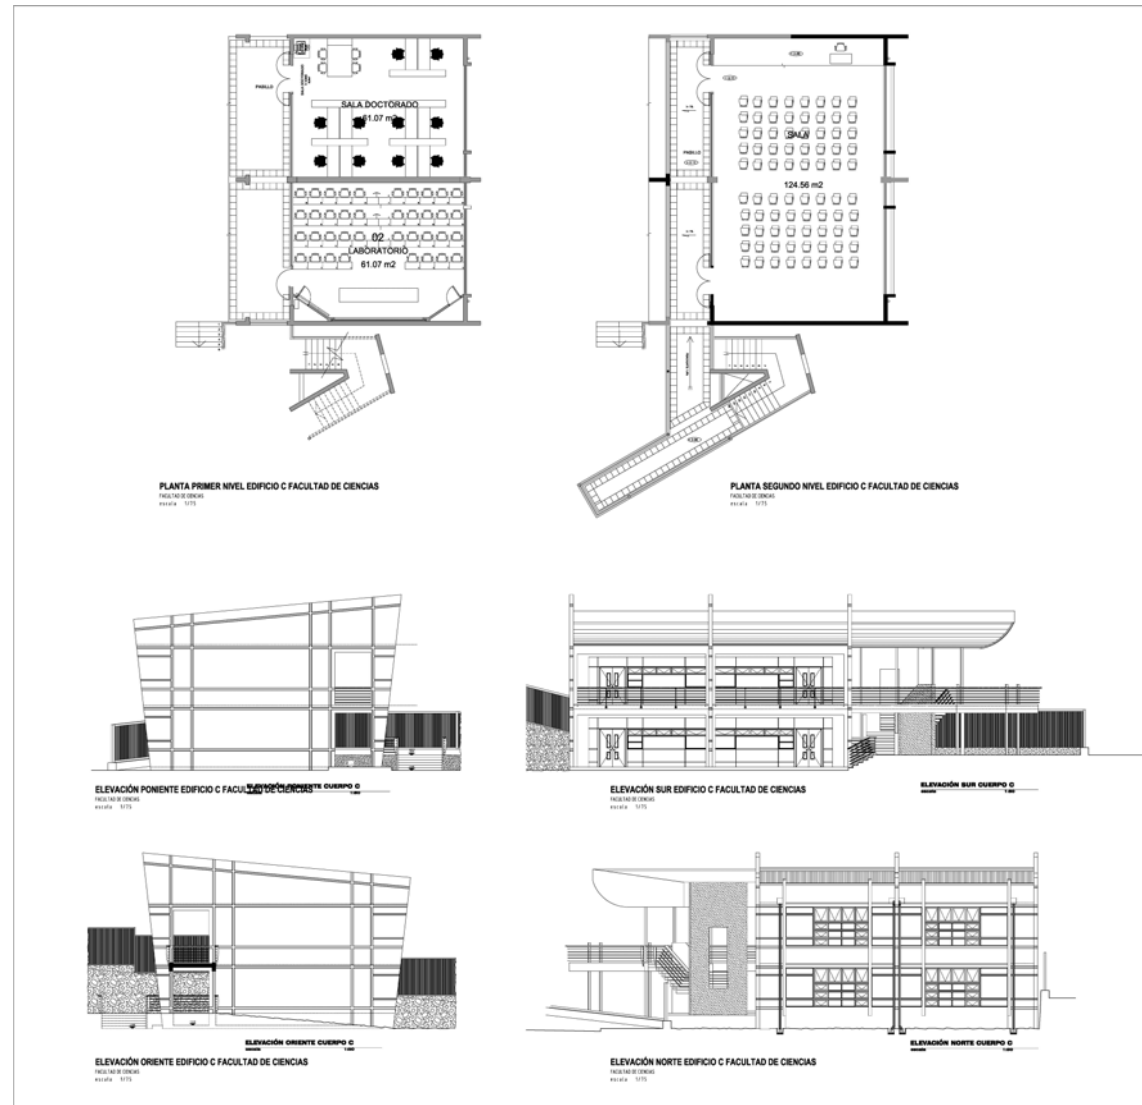 PASILLO
SALA DOCTORADO
61.07 m2
02
LABORATORIO
61.07 m2
SALA
PASILLO
124.56 m2
PLANTA PRIMER NIVEL EDIFICIO C FACULTAD DE CIENCIAS
FACULTAD DE CIENCIAS
escala 1/75
PLANTA SEGUNDO NIVEL EDIFICIO C FACULTAD DE CIENCIAS
FACULTAD DE CIENCIAS
escala 1/75
ELEVACIÓN PONIENTE EDIFICIO C FACULTAD DE CIENCIAS
ELEVACIÓN PONIENTE CUERPO C
FACULTAD DE CIENCIAS
escala 1/75
ELEVACIÓN SUR EDIFICIO C FACULTAD DE CIENCIAS
ELEVACIÓN SUR CUERPO C
FACULTAD DE CIENCIAS
escala 1/75
ELEVACIÓN ORIENTE CUERPO C
ELEVACIÓN ORIENTE EDIFICIO C FACULTAD DE CIENCIAS
FACULTAD DE CIENCIAS
escala 1/75
ELEVACIÓN NORTE CUERPO C
ELEVACIÓN NORTE EDIFICIO C FACULTAD DE CIENCIAS
FACULTAD DE CIENCIAS
escala 1/75